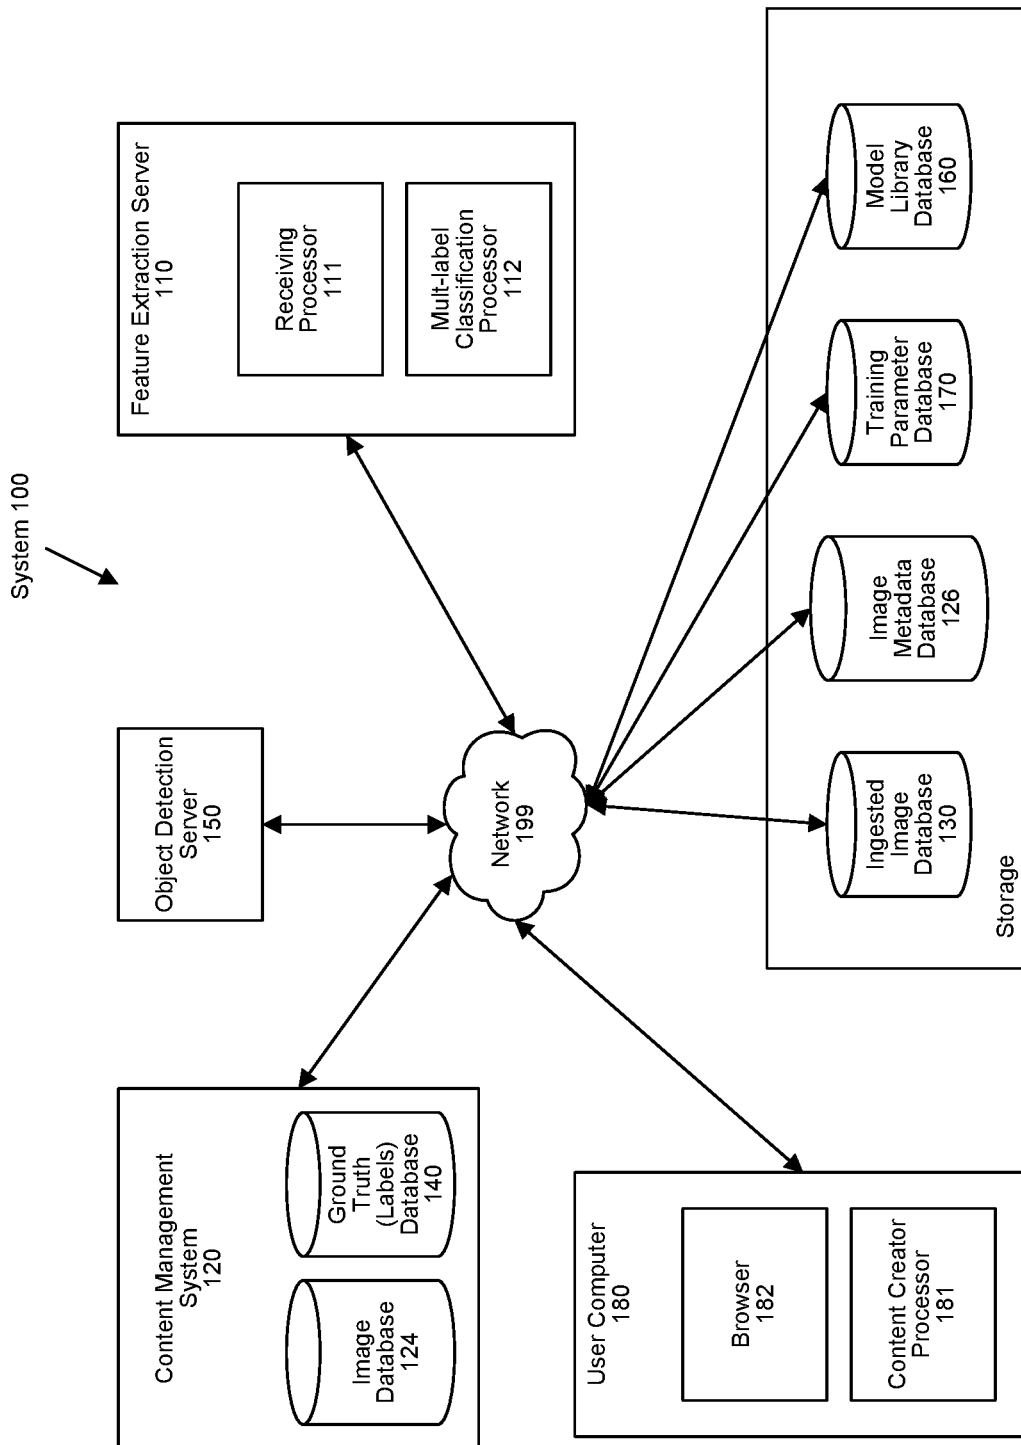 System 100
Content Management
System
120
Image
Database
124
Ground
Truth
(Labels)
Database
140
Object Detection
Server
150
Feature Extraction Server
110
Receiving
Processor
111
Mult-label
Classification
Processor
112
Network
199
User Computer
180
Browser
182
Content Creator
Processor
181
Ingested
Image
Database
130
Image
Metadata
Database
126
Training
Parameter
Database
170
Model
Library
Database
160
Storage